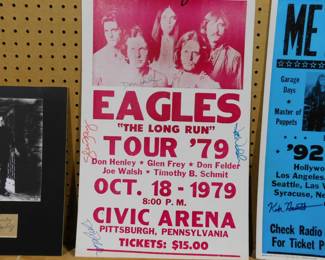 EAGLES
"THE LONG RUN"
TOUR '79
Don Henley • Glen Frey • Don Felder
Joe Walsh • Timothy B. Schmit
OCT. 18 - 1979
8:00 P. M.
CIVIC ARENA
PITTSBURGH, PENNSYLVANIA
TICKETS: $15.00
ME
Garage
Days
•
Master of
Puppets
'92
Hollywo
Los Angeles,
Seattle, Las V
Syracuse, N
Check Radio
For Ticket P